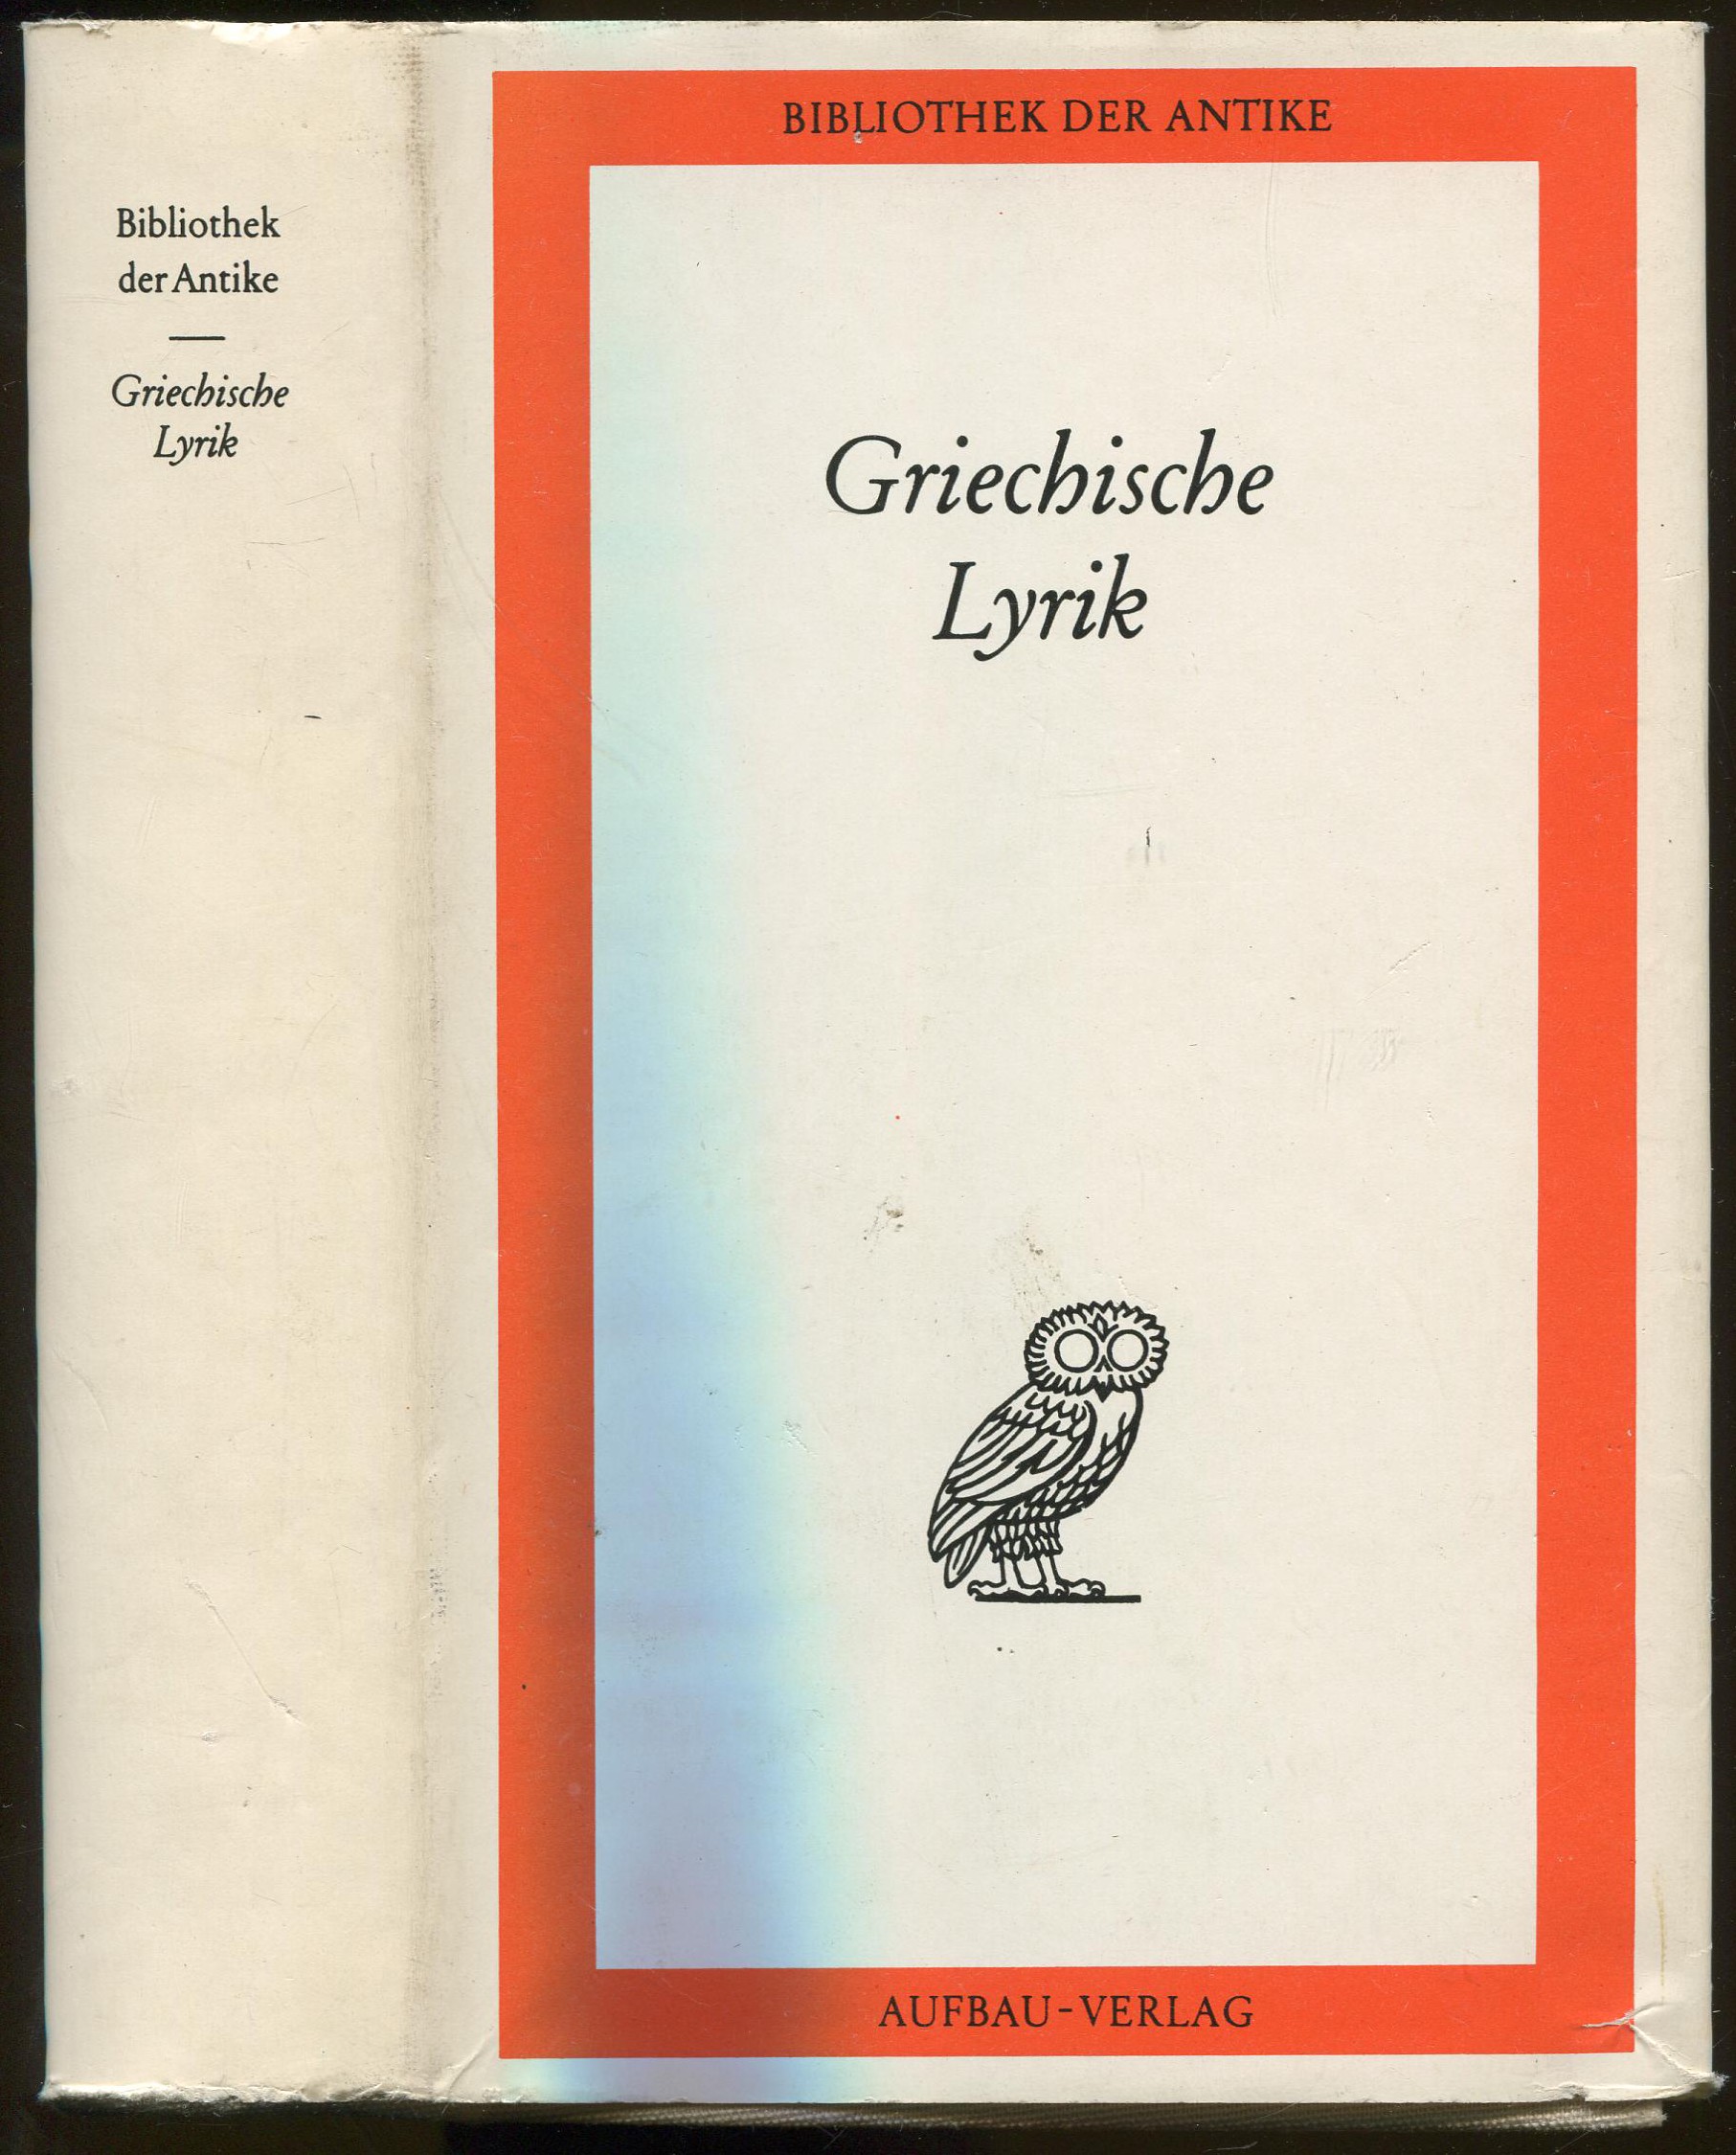 Bibliothek
der Antike
Griechische
Lyrik
BIBLIOTHEK DER ANTIKE
Griechische
Lyrik
AUFBAU-VERLAG